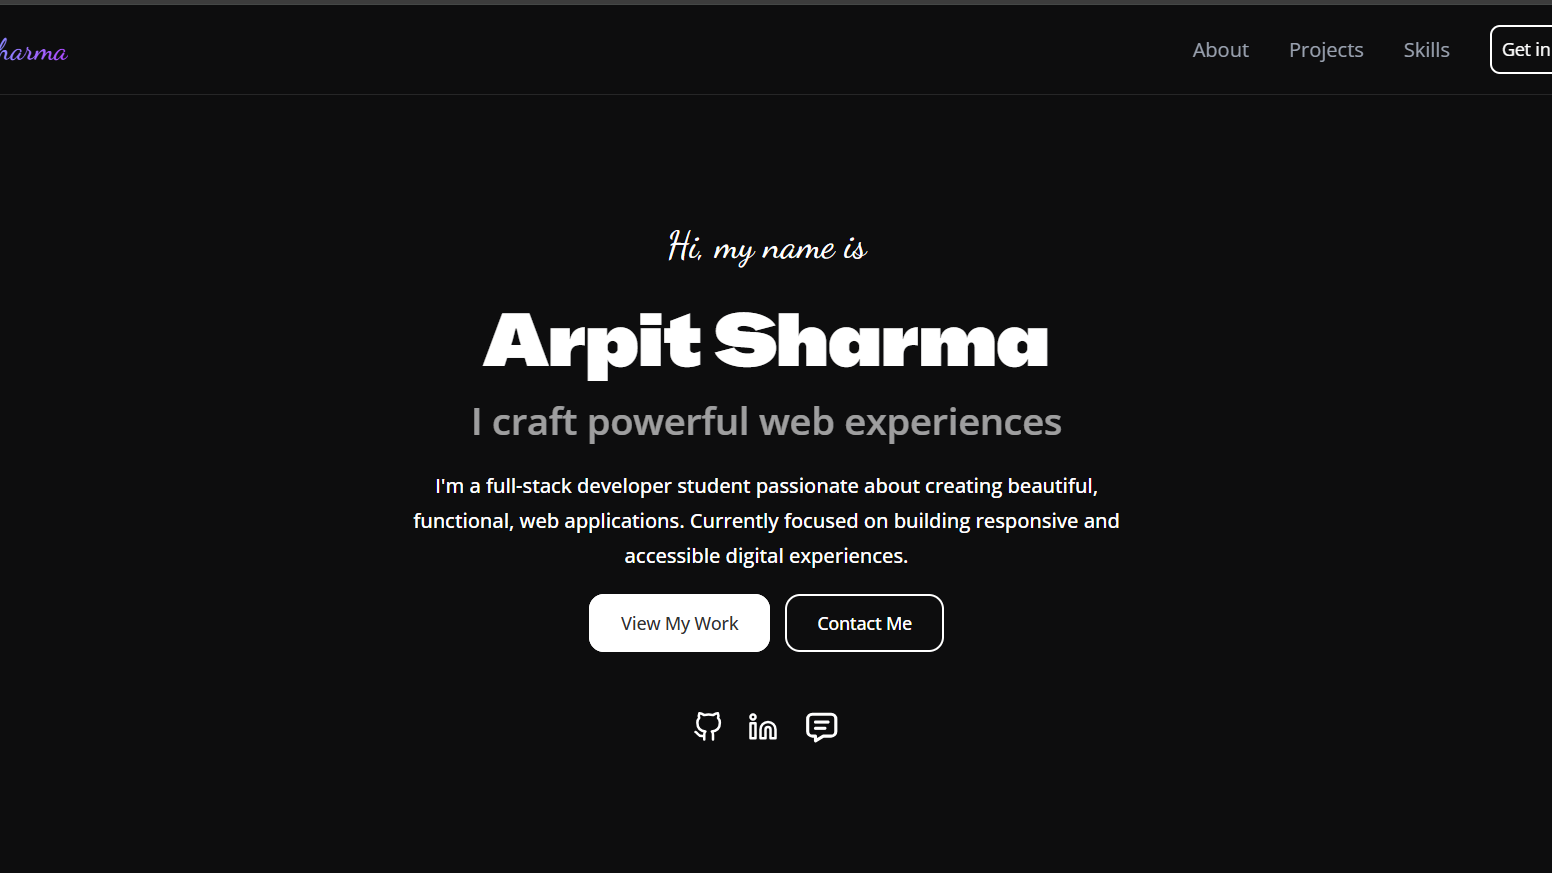 harma
About
Projects
Skills
Get in
Hi, my name is
Arpit Sharma
I craft powerful web experiences
I'm a full-stack developer student passionate about creating beautiful,
functional, web applications. Currently focused on building responsive and
accessible digital experiences.
View My Work
Contact Me
in